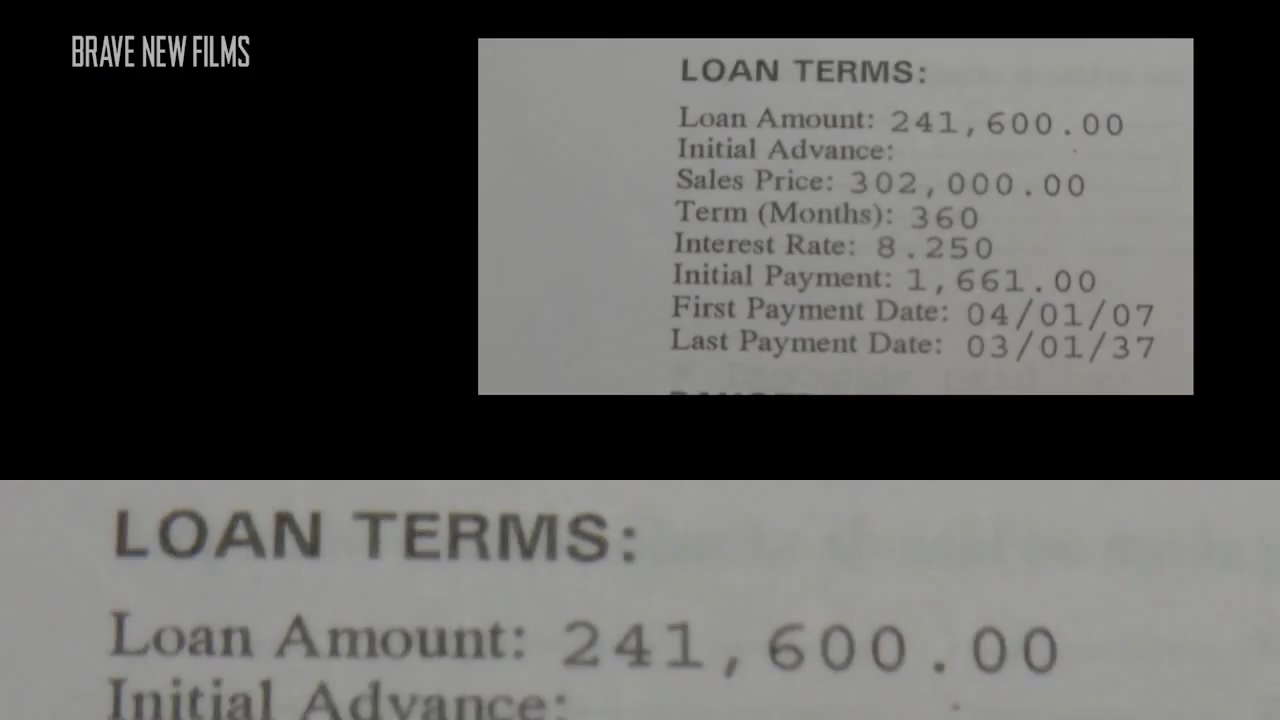 BRAVE NEW FILMS
LOAN TERMS:
Loan Amount: 241,600.00
Initial Advance:
Sales Price: 302,000.00
Term (Months): 360
Interest Rate: 8.250
Initial Payment: 1,661.00
First Payment Date: 04/01/07
Last Payment Date: 03/01/37
LOAN TERMS:
Loan Amount: 241,600.00
Initial Advance: